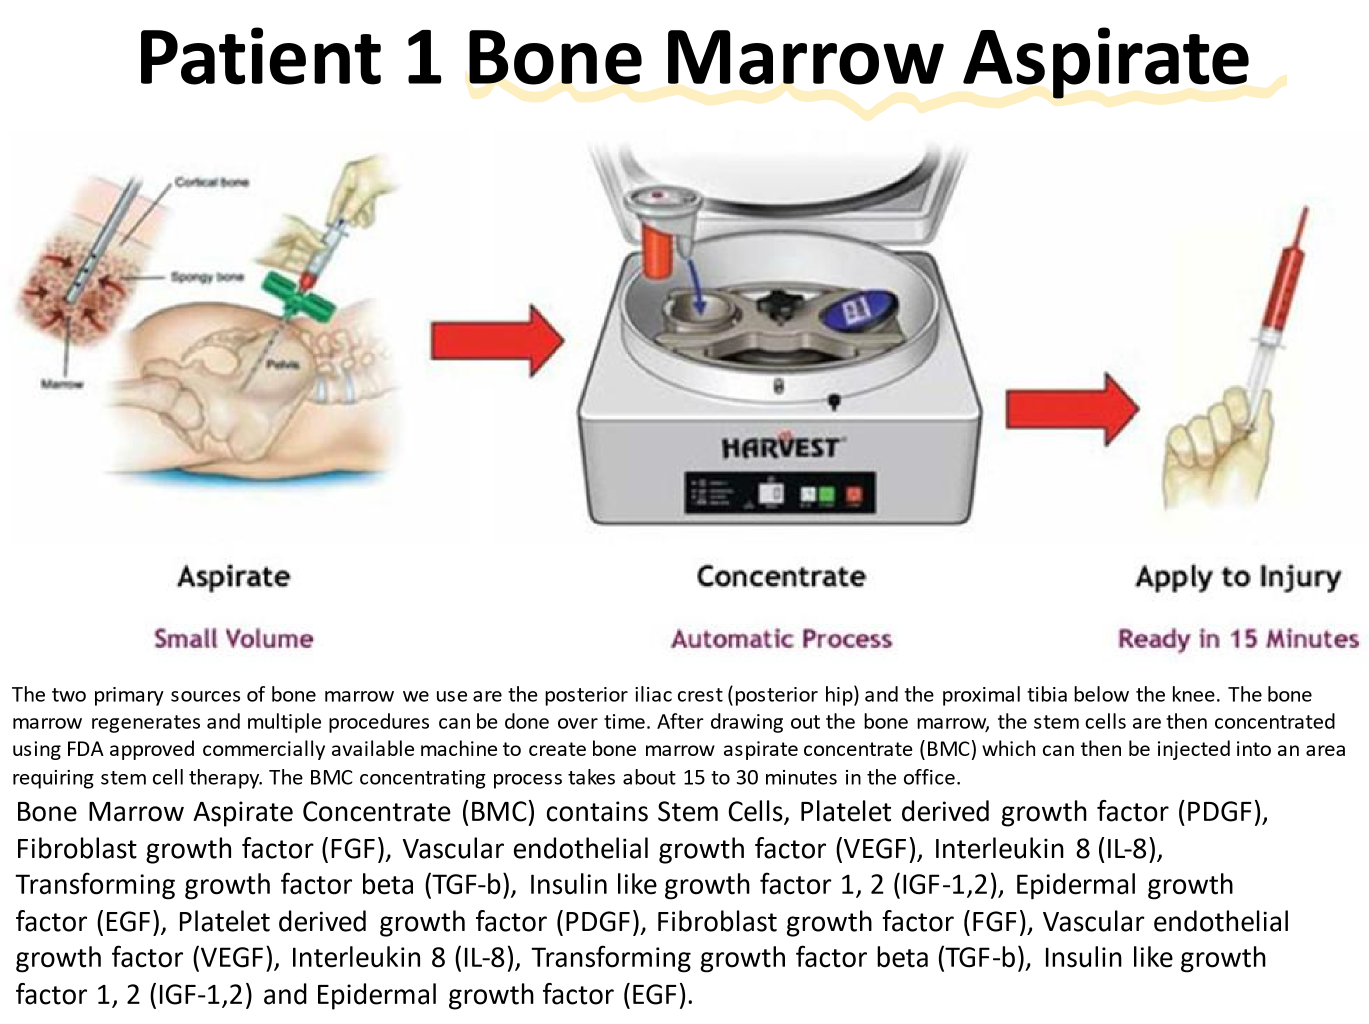 Patient 1 Bone Marrow Aspirate
Cortical bone
Spongy bone
Marrow
Pelvis
HARVEST
Aspirate
Concentrate
Apply to Injury
Small Volume
Automatic Process
Ready in 15 Minutes
The two primary sources of bone marrow we use are the posterior iliac crest (posterior hip) and the proximal tibia below the knee. The bone
marrow regenerates and multiple procedures can be done over time. After drawing out the bone marrow, the stem cells are then concentrated
using FDA approved commercially available machine to create bone marrow aspirate concentrate (BMC) which can then be injected into an area
requiring stem cell therapy. The BMC concentrating process takes about 15 to 30 minutes in the office.
Bone Marrow Aspirate Concentrate (BMC) contains Stem Cells, Platelet derived growth factor (PDGF),
Fibroblast growth factor (FGF), Vascular endothelial growth factor (VEGF), Interleukin 8 (IL-8),
Transforming growth factor beta (TGF-b), Insulin like growth factor 1, 2 (IGF-1,2), Epidermal growth
factor (EGF), Platelet derived growth factor (PDGF), Fibroblast growth factor (FGF), Vascular endothelial
growth factor (VEGF), Interleukin 8 (IL-8), Transforming growth factor beta (TGF-b), Insulin like growth
factor 1, 2 (IGF-1,2) and Epidermal growth factor (EGF).